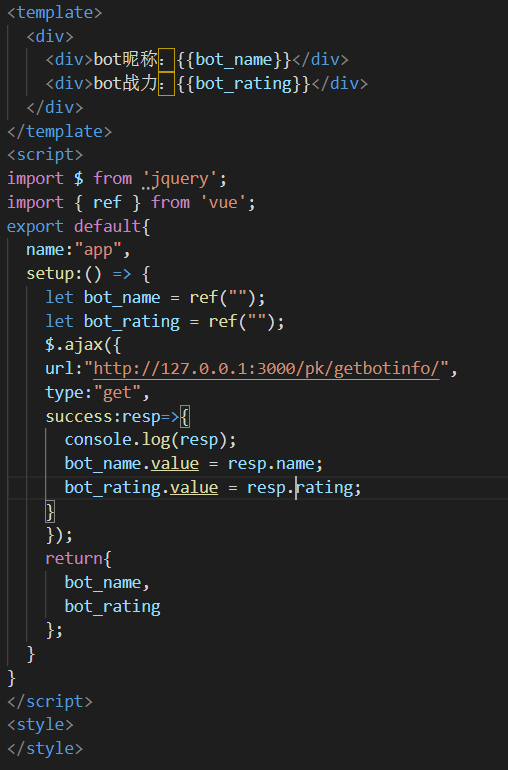 <template>
<div>
<div>bot昵称：{{bot_name}}</div>
<div>bot战力：{{bot_rating}}</div>
</div>
</template>
<script>
import $ from 'jquery';
import { ref } from 'vue';
export default{
name:"app",
setup:() => {
let bot_name = ref("");
let bot_rating = ref("");
$.ajax({
url:"http://127.0.0.1:3000/pk/getbotinfo/",
type:"get",
success:resp=>{
console.log(resp);
bot_name.value = resp.name;
bot_rating.value = resp.rating;
}
});
return{
bot_name,
bot_rating
};
}
}
</script>
<style>
</style>